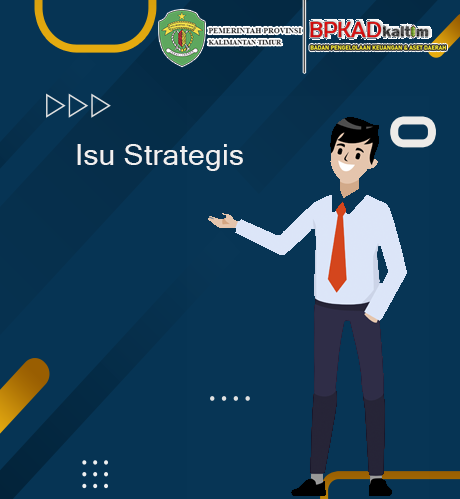 PEMERINTAH PROVINSI
KALIMANTAN TIMUR
BPKADkaltim
BADAN PENGELOLAAN KEUANGAN & ASET DAERAH
Isu Strategis